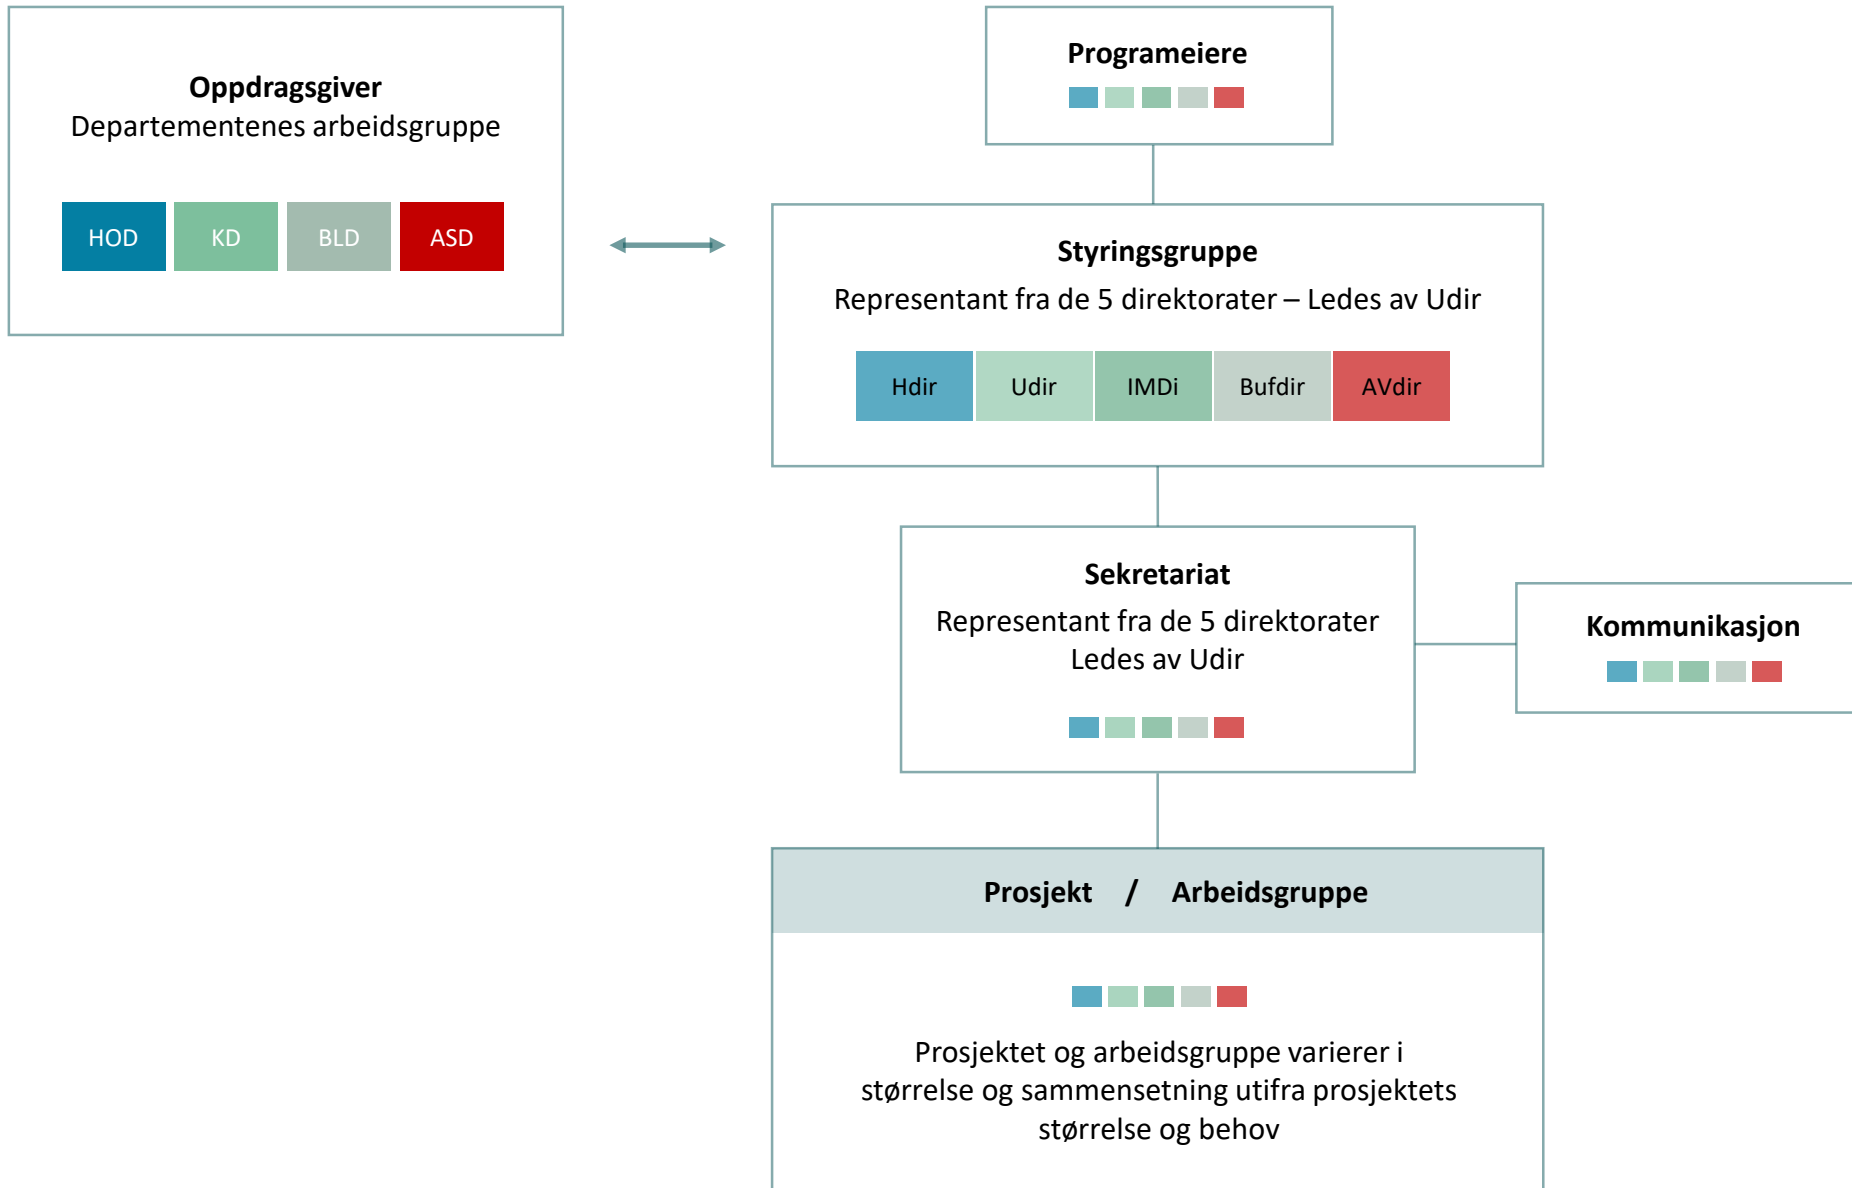 Oppdragsgiver
Departementenes arbeidsgruppe
HOD KD BLD ASD
Programeiere
Styringsgruppe
Representant fra de 5 direktorater – Ledes av Udir
Hdir Udir IMDi Bufdir AVdir
Sekretariat
Representant fra de 5 direktorater
Ledes av Udir
Kommunikasjon
Prosjekt / Arbeidsgruppe
Prosjektet og arbeidsgruppe varierer i
størrelse og sammensetning utifra prosjektets
størrelse og behov